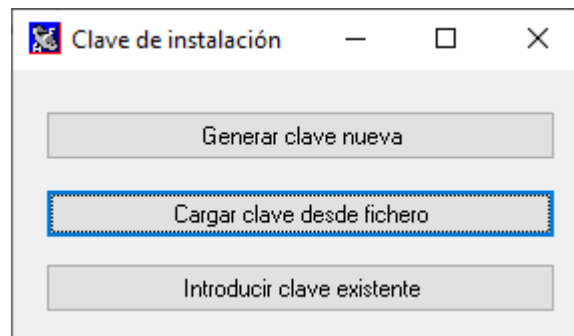 Clave de instalación
Generar clave nueva
Cargar clave desde fichero
Introducir clave existente